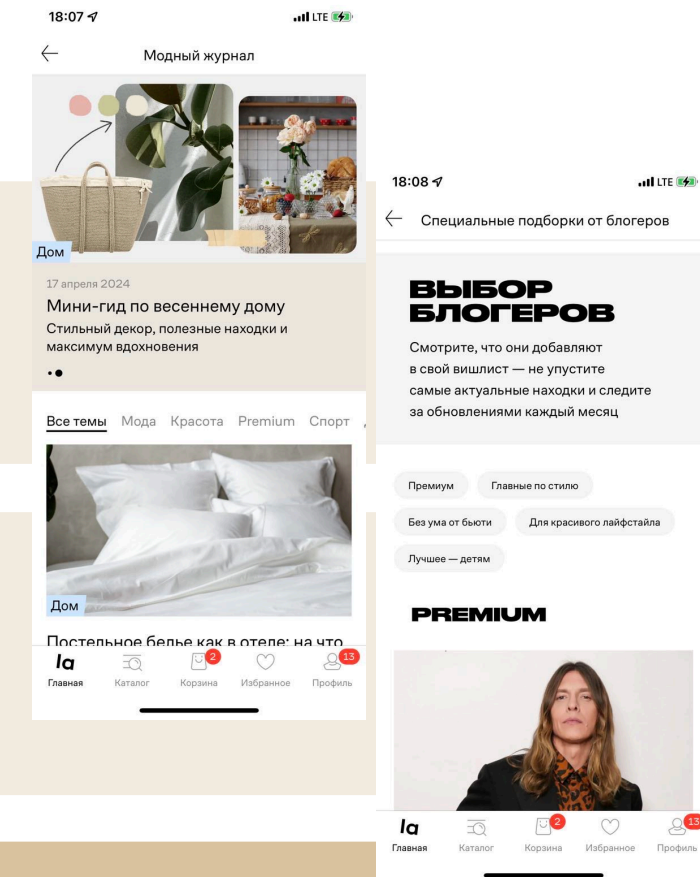 18:07
LTE
Модный журнал
Дом
17 апреля 2024
Мини-гид по весеннему дому
Стильный декор, полезные находки и
максимум вдохновения
Все темы Мода Красота Premium Спорт
Дом
Постельное белье как в отеле: на что
la
2
13
Главная Каталог Корзина Избранное Профиль
18:08
LTE
Специальные подборки от блогеров
ВЫБОР
БЛОГЕРОВ
Смотрите, что они добавляют
в свой вишлист — не упустите
самые актуальные находки и следите
за обновлениями каждый месяц
Премиум Главные по стилю
Без ума от бьюти Для красивого лайфстайла
Лучшее — детям
PREMIUM
la
2
13
Главная Каталог Корзина Избранное Профиль